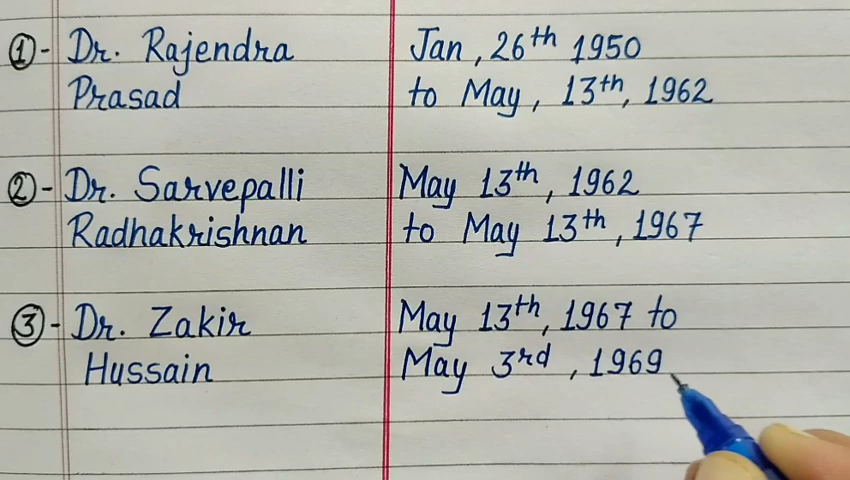 ①- Dr. Rajendra Jan, 26th 1950
Prasad to May, 13th, 1962
②- Dr. Sarvepalli May 13th, 1962
Radhakrishnan to May 13th, 1967
③- Dr. Zakir May 13th, 1967 to
Hussain May 3rd, 1969